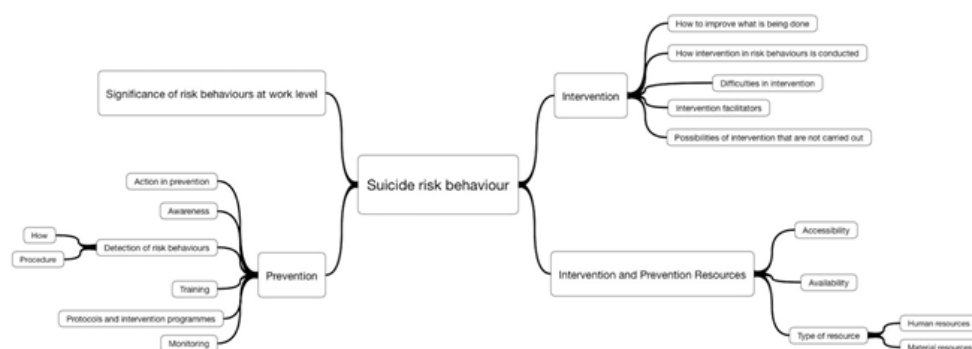 How to improve what is being done
How intervention in risk behaviours is conducted
Difficulties in intervention
Intervention facilitators
Possibilities of intervention that are not carried out
Intervention
Significance of risk behaviours at work level
Suicide risk behaviour
Action in prevention
Awareness
Detection of risk behaviours
How
Procedure
Training
Protocols and intervention programmes
Monitoring
Prevention
Intervention and Prevention Resources
Accessibility
Availability
Type of resource
Human resources
Material resources